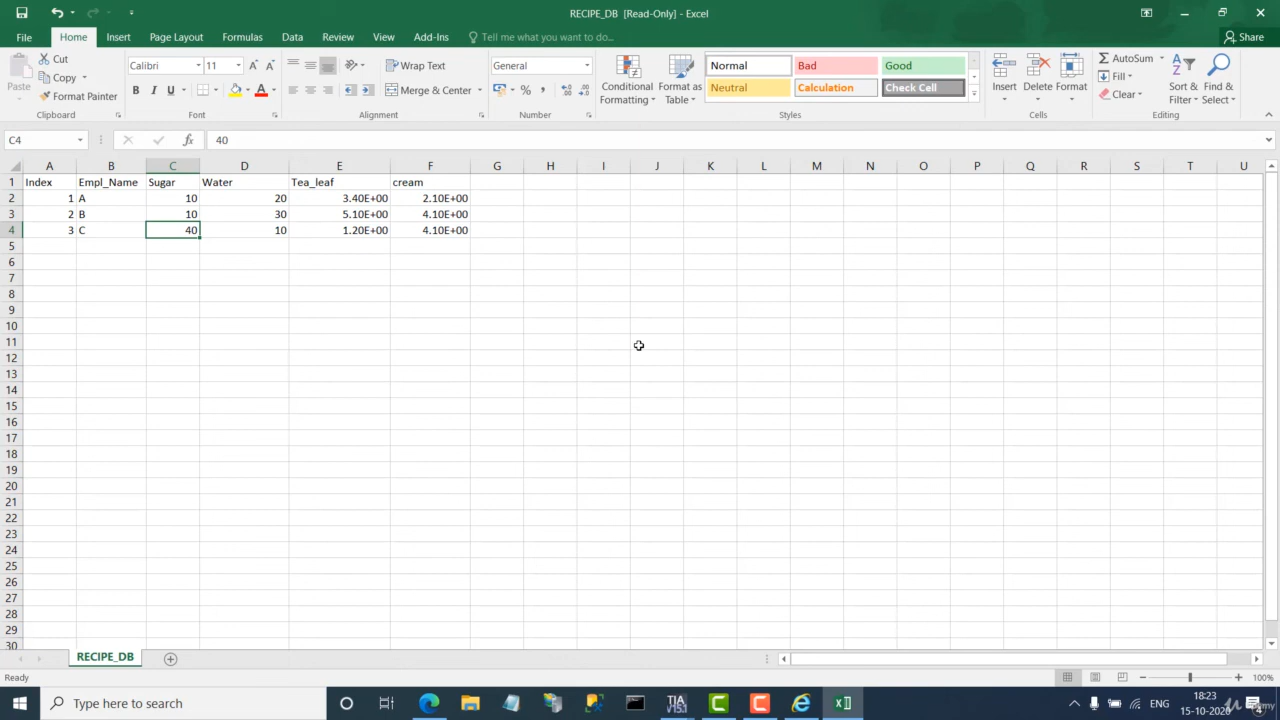 RECIPE_DB [Read-Only] - Excel
File Home Insert Page Layout Formulas Data Review View Add-Ins Tell me what you want to do... Share
Paste
Cut
Copy
Format Painter
Clipboard
Calibri 11
B I U
Font
Wrap Text
Merge & Center
Alignment
General
%
Number
Conditional Formatting
Format as Table
Normal Bad Good
Neutral Calculation Check Cell
Styles
Insert Delete Format
Cells
AutoSum
Fill
Clear
Sort & Filter
Find & Select
Editing
C4 fx 40
A B C D E F G H I J K L M N O P Q R S T U
1 Index Empl_Name Sugar Water Tea_leaf cream
2 1 A 10 20 3.40E+00 2.10E+00
3 2 B 10 30 5.10E+00 4.10E+00
4 3 C 40 10 1.20E+00 4.10E+00
5
6
7
8
9
10
11
12
13
14
15
16
17
18
19
20
21
22
23
24
25
26
27
28
29
30
RECIPE_DB
Ready 100%
Type here to search
TIA
ENG
18:23
15-10-2020